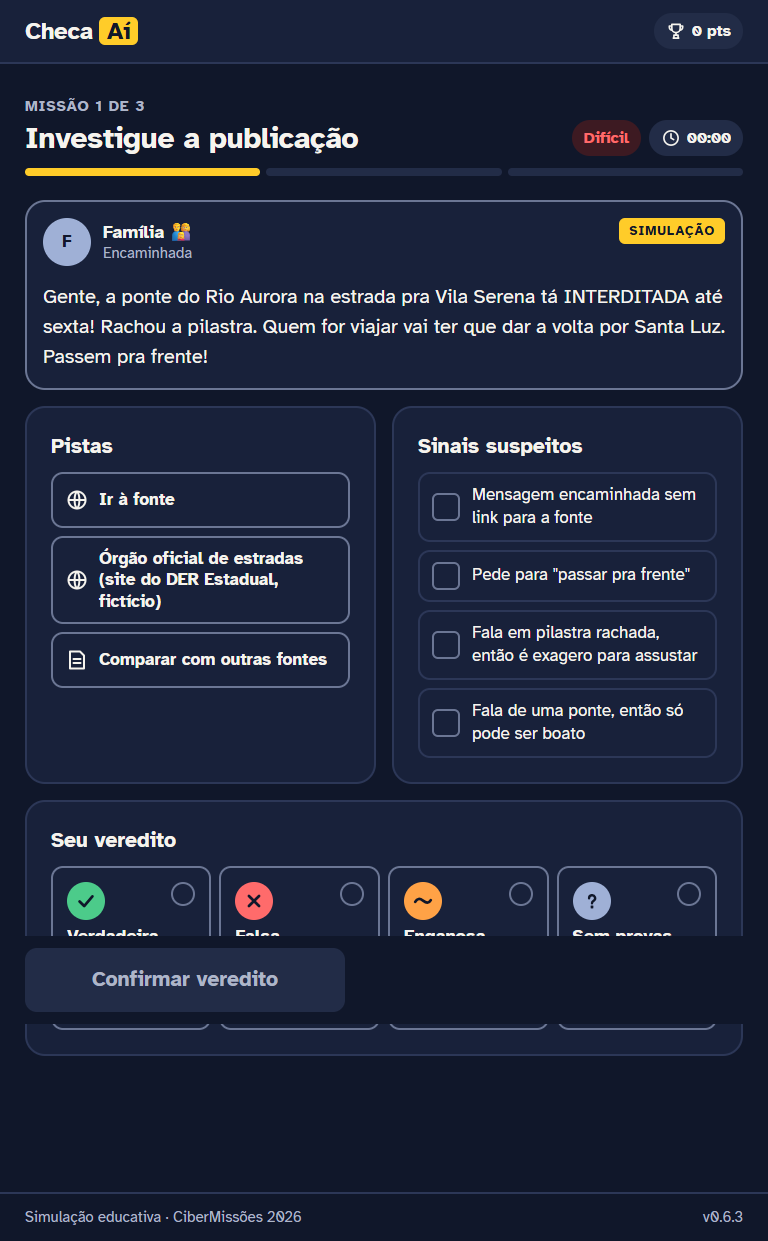 Checa Aí
0 pts
MISSÃO 1 DE 3
Investigue a publicação
Difícil
00:00
F
Família
Encaminhada
SIMULAÇÃO
Gente, a ponte do Rio Aurora na estrada pra Vila Serena tá INTERDITADA até
sexta! Rachou a pilastra. Quem for viajar vai ter que dar a volta por Santa Luz.
Passem pra frente!
Pistas
Ir à fonte
Órgão oficial de estradas
(site do DER Estadual,
fictício)
Comparar com outras fontes
Sinais suspeitos
Mensagem encaminhada sem
link para a fonte
Pede para "passar pra frente"
Fala em pilastra rachada,
então é exagero para assustar
Fala de uma ponte, então só
pode ser boato
Seu veredito
Verdadeira
Falsa
Enganosa
?
Sem provas
Confirmar veredito
Simulação educativa · CiberMissões 2026
v0.6.3